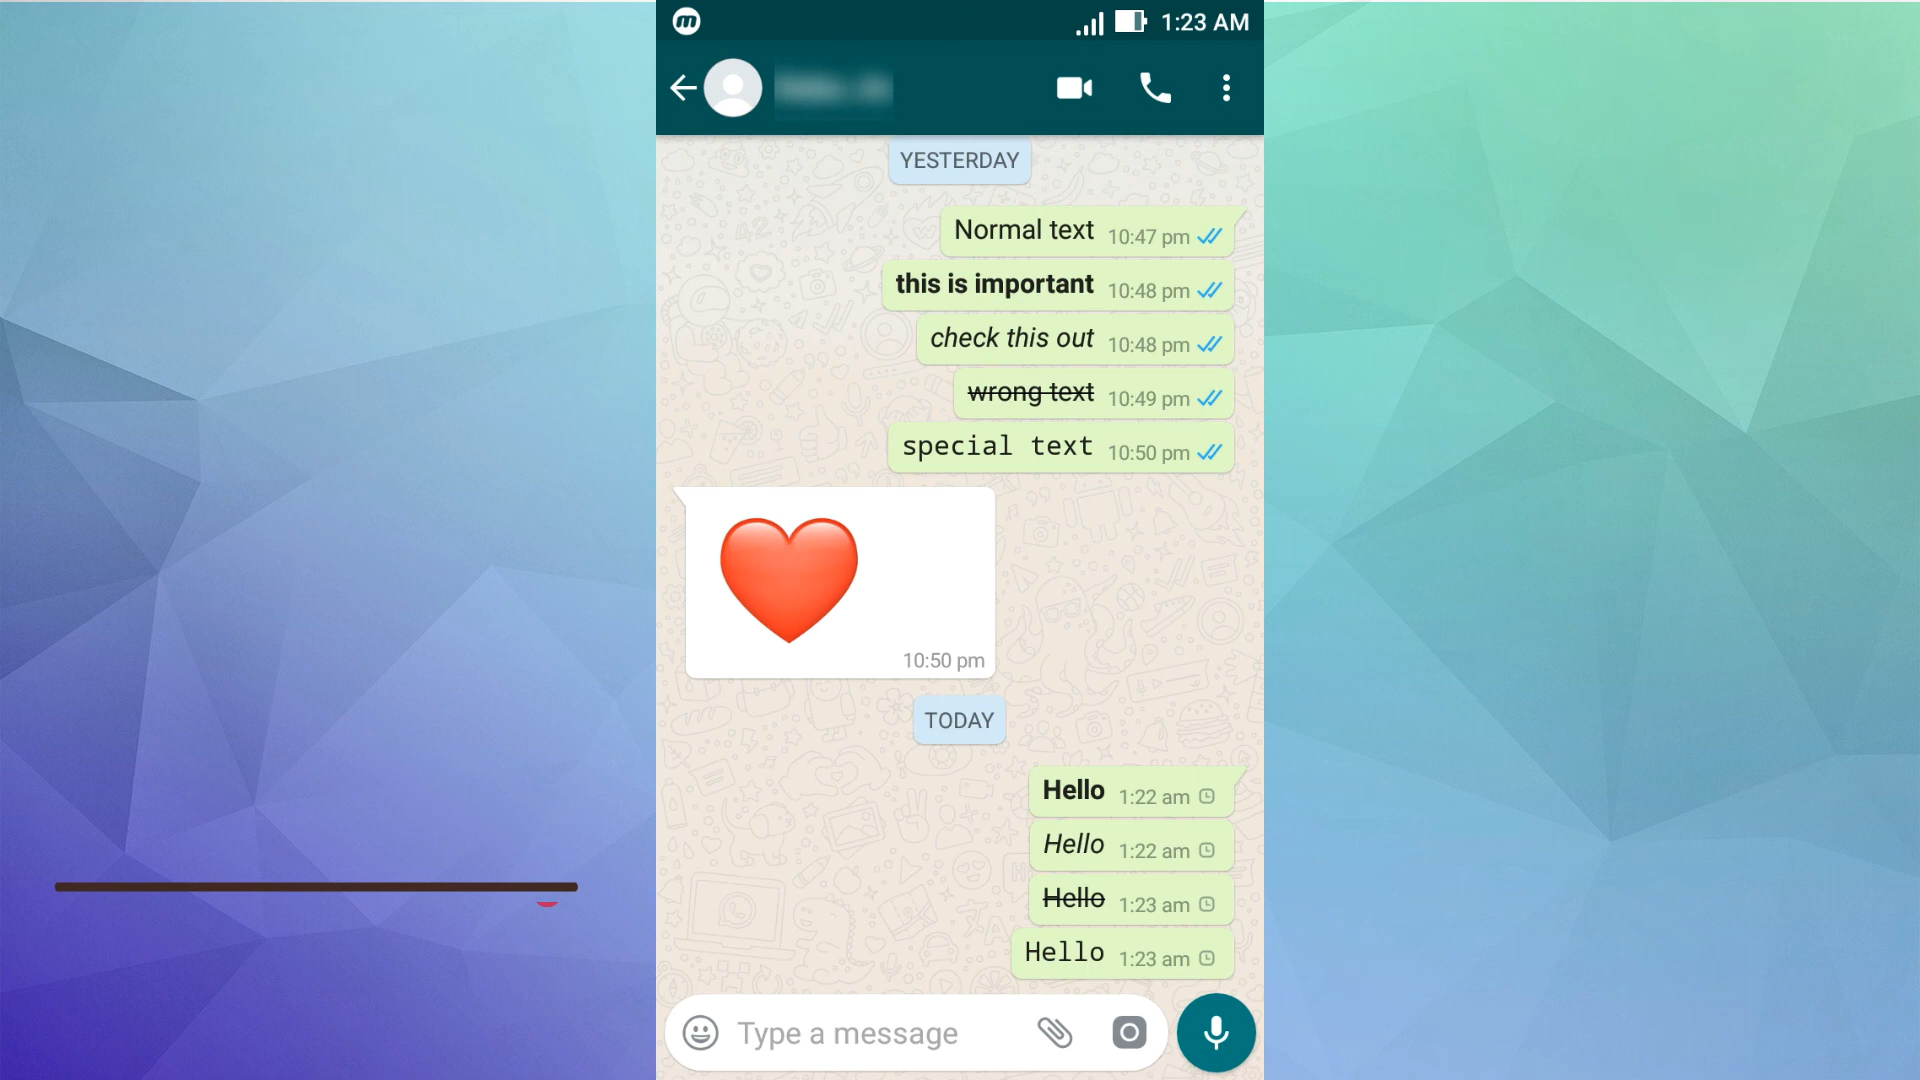 1:23 AM
YESTERDAY
Normal text 10:47 pm
this is important 10:48 pm
check this out 10:48 pm
wrong text 10:49 pm
special text 10:50 pm
10:50 pm
TODAY
Hello 1:22 am
Hello 1:22 am
Hello 1:23 am
Hello 1:23 am
Type a message